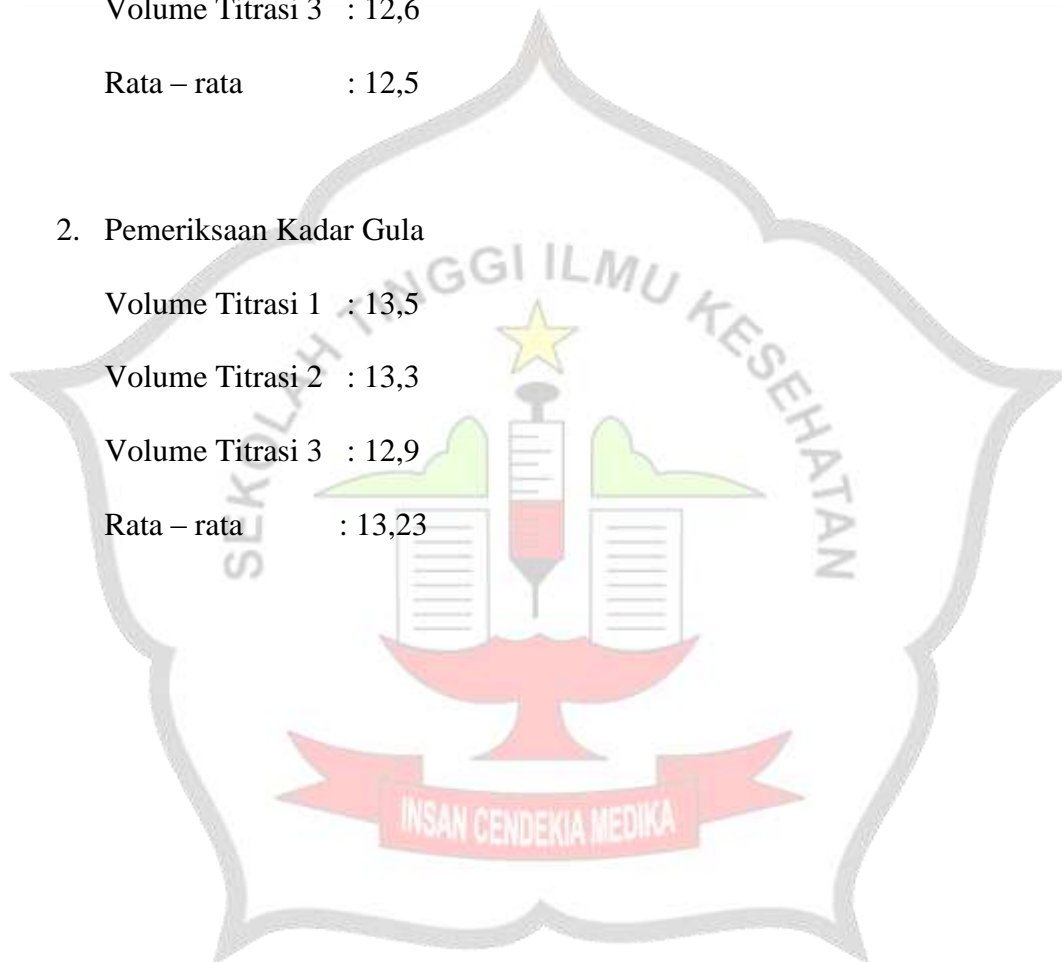 Volume Titrasi 3 : 12,6
Rata – rata : 12,5
2. Pemeriksaan Kadar Gula
Volume Titrasi 1 : 13,5
Volume Titrasi 2 : 13,3
Volume Titrasi 3 : 12,9
Rata – rata : 13,23
SEKOLAH TINGGI ILMU KESEHATAN
INSAN CENDEKIA MEDIKA